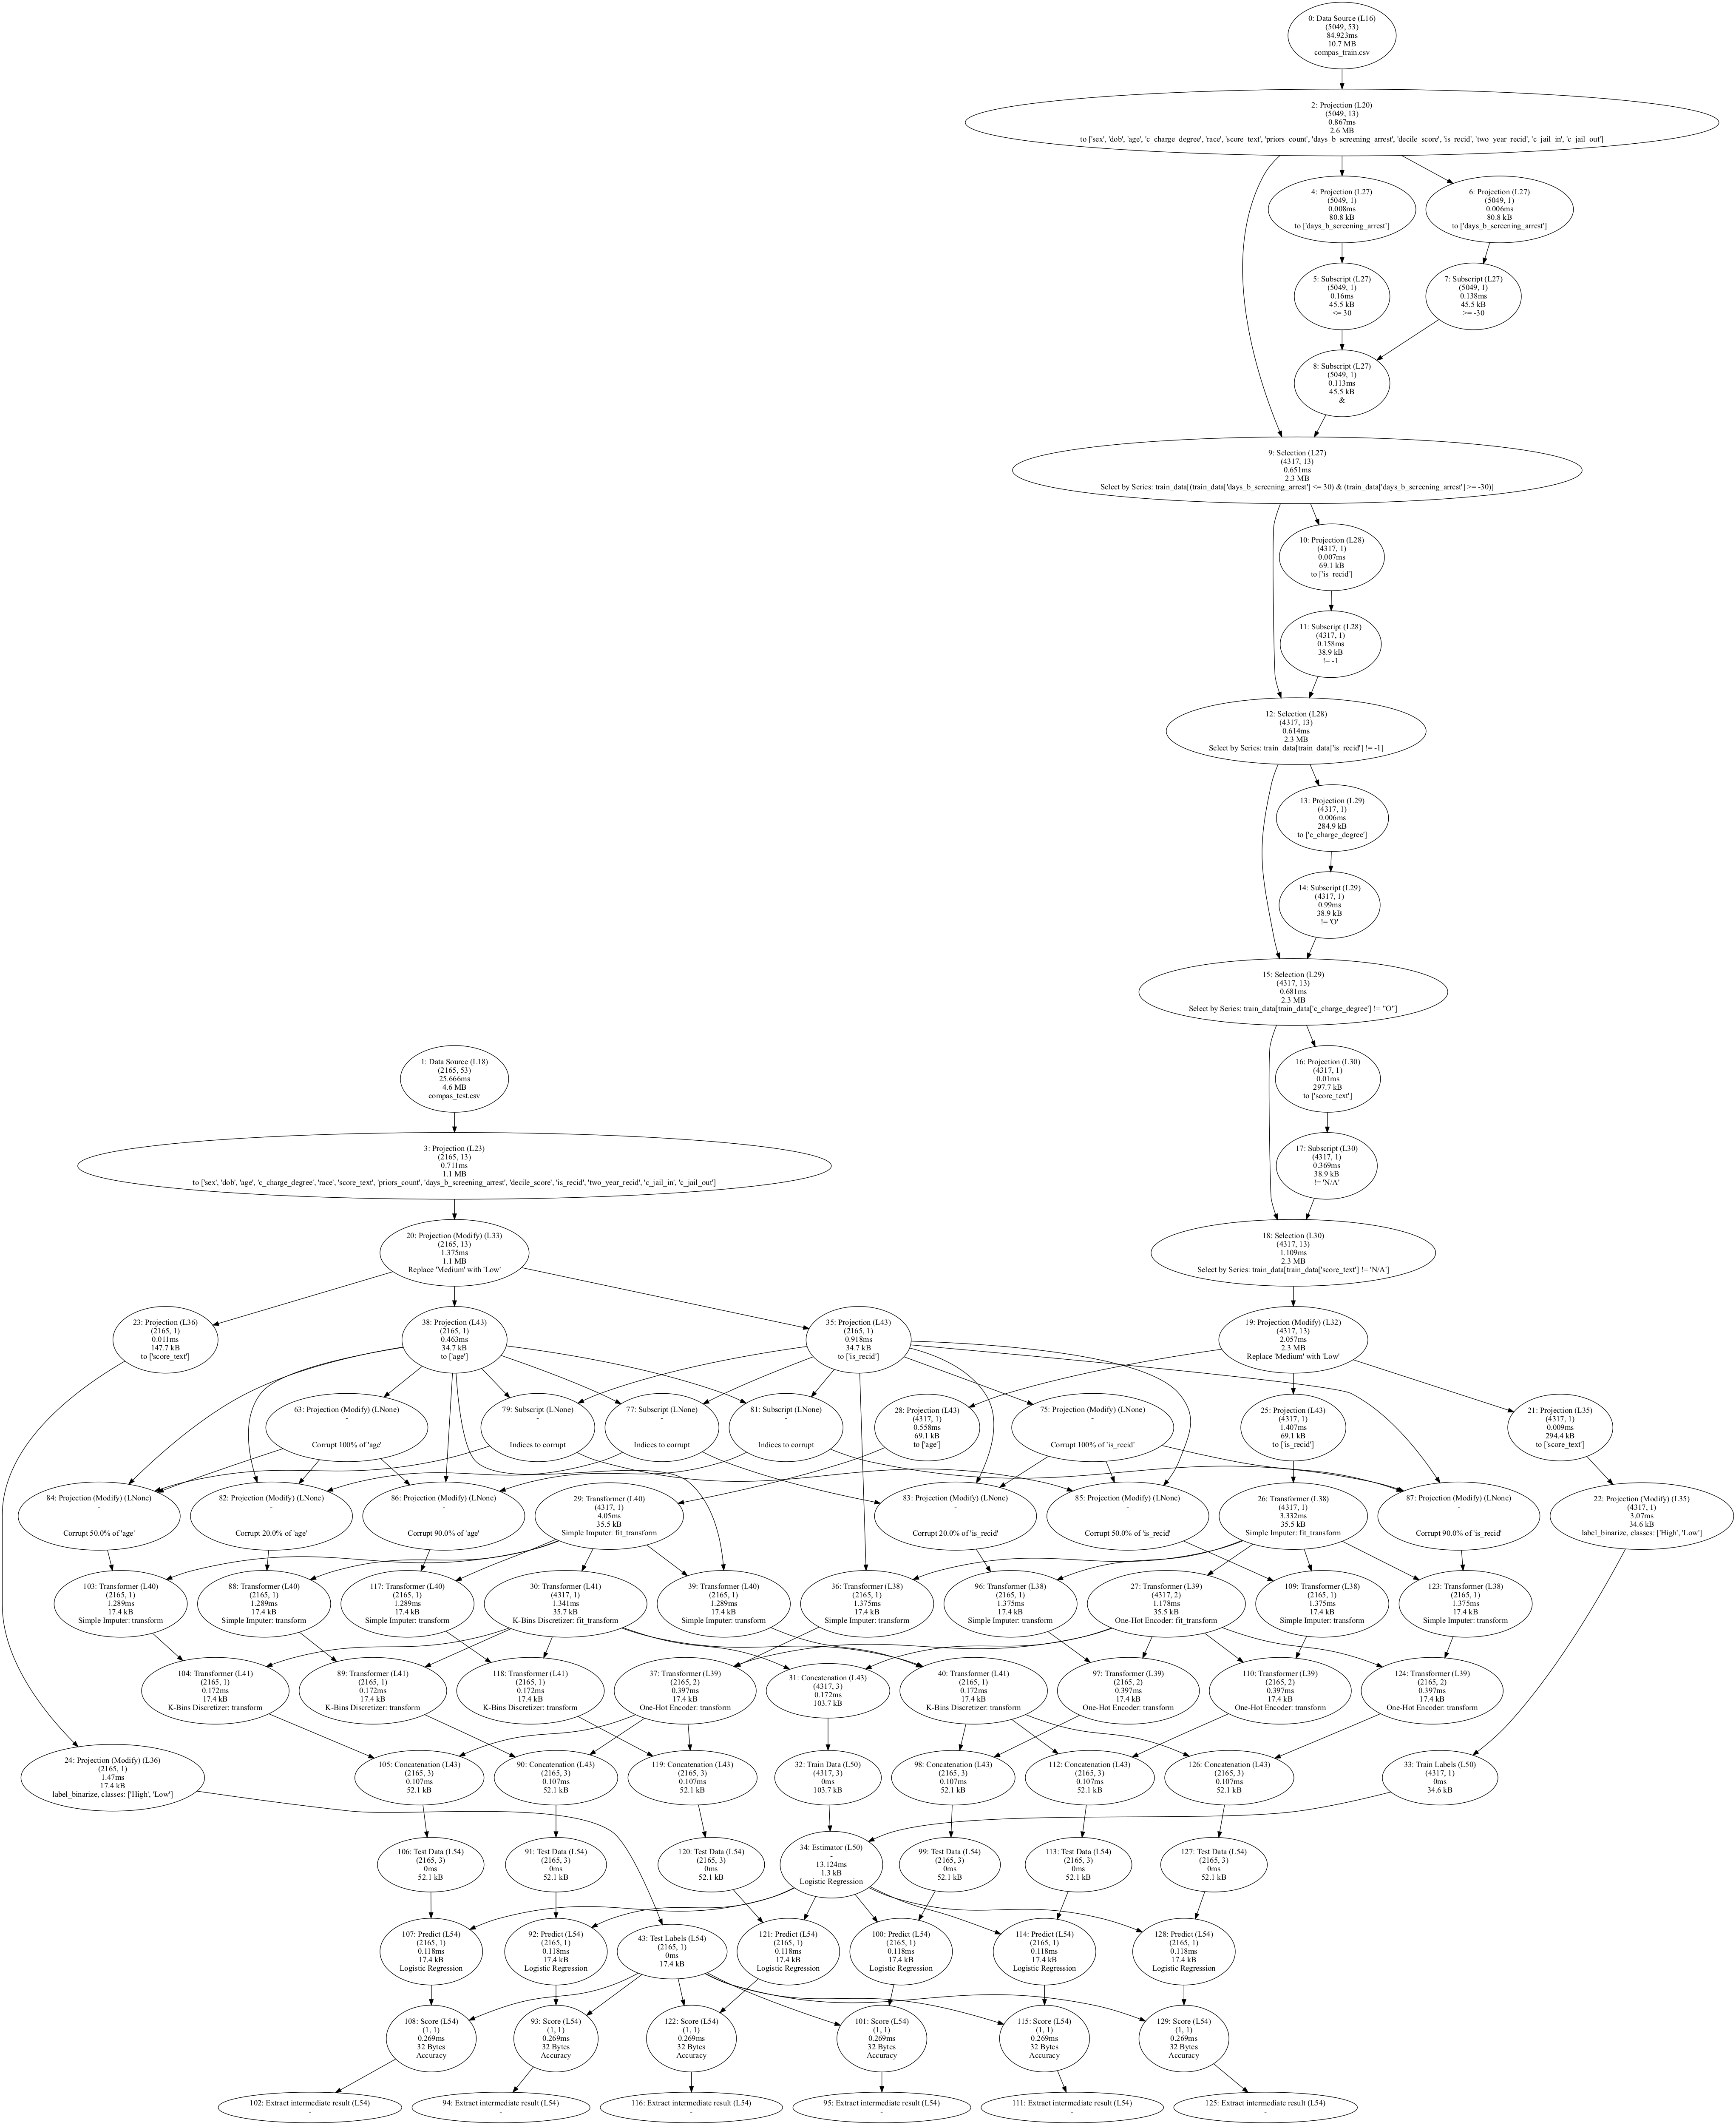 0: Data Source (L16)
(5049, 53)
84.923ms
10.7 MB
compas_train.csv
2: Projection (L20)
(5049, 13)
0.867ms
2.6 MB
to ['sex', 'dob', 'age', 'c_charge_degree', 'race', 'score_text', 'priors_count', 'days_b_screening_arrest', 'decile_score', 'is_recid', 'two_year_recid', 'c_jail_in', 'c_jail_out']
4: Projection (L27)
(5049, 1)
0.008ms
80.8 kB
to ['days_b_screening_arrest']
6: Projection (L27)
(5049, 1)
0.006ms
80.8 kB
to ['days_b_screening_arrest']
5: Subscript (L27)
(5049, 1)
0.16ms
45.5 kB
<= 30
7: Subscript (L27)
(5049, 1)
0.138ms
45.5 kB
>= -30
8: Subscript (L27)
(5049, 1)
0.113ms
45.5 kB
&
9: Selection (L27)
(4317, 13)
0.651ms
2.3 MB
Select by Series: train_data[(train_data['days_b_screening_arrest'] <= 30) & (train_data['days_b_screening_arrest'] >= -30)]
10: Projection (L28)
(4317, 1)
0.007ms
69.1 kB
to ['is_recid']
11: Subscript (L28)
(4317, 1)
0.158ms
38.9 kB
!= -1
12: Selection (L28)
(4317, 13)
0.614ms
2.3 MB
Select by Series: train_data[train_data['is_recid'] != -1]
13: Projection (L29)
(4317, 1)
0.006ms
284.9 kB
to ['c_charge_degree']
14: Subscript (L29)
(4317, 1)
0.99ms
38.9 kB
!= 'O'
15: Selection (L29)
(4317, 13)
0.681ms
2.3 MB
Select by Series: train_data[train_data['c_charge_degree'] != "O"]
1: Data Source (L18)
(2165, 53)
25.666ms
4.6 MB
compas_test.csv
16: Projection (L30)
(4317, 1)
0.01ms
297.7 kB
to ['score_text']
3: Projection (L23)
(2165, 13)
0.711ms
1.1 MB
to ['sex', 'dob', 'age', 'c_charge_degree', 'race', 'score_text', 'priors_count', 'days_b_screening_arrest', 'decile_score', 'is_recid', 'two_year_recid', 'c_jail_in', 'c_jail_out']
17: Subscript (L30)
(4317, 1)
0.369ms
38.9 kB
!= 'N/A'
20: Projection (Modify) (L33)
(2165, 13)
1.375ms
1.1 MB
Replace 'Medium' with 'Low'
18: Selection (L30)
(4317, 13)
1.109ms
2.3 MB
Select by Series: train_data[train_data['score_text'] != 'N/A']
23: Projection (L36)
(2165, 1)
0.011ms
147.7 kB
to ['score_text']
38: Projection (L43)
(2165, 1)
0.463ms
34.7 kB
to ['age']
35: Projection (L43)
(2165, 1)
0.918ms
34.7 kB
to ['is_recid']
19: Projection (Modify) (L32)
(4317, 13)
2.057ms
2.3 MB
Replace 'Medium' with 'Low'
63: Projection (Modify) (LNone)
-
Corrupt 100% of 'age'
79: Subscript (LNone)
-
Indices to corrupt
77: Subscript (LNone)
-
Indices to corrupt
81: Subscript (LNone)
-
Indices to corrupt
28: Projection (L43)
(4317, 1)
0.558ms
69.1 kB
to ['age']
75: Projection (Modify) (LNone)
-
Corrupt 100% of 'is_recid'
25: Projection (L43)
(4317, 1)
1.407ms
69.1 kB
to ['is_recid']
21: Projection (L35)
(4317, 1)
0.009ms
294.4 kB
to ['score_text']
84: Projection (Modify) (LNone)
-
Corrupt 50.0% of 'age'
82: Projection (Modify) (LNone)
-
Corrupt 20.0% of 'age'
86: Projection (Modify) (LNone)
-
Corrupt 90.0% of 'age'
29: Transformer (L40)
(4317, 1)
4.05ms
35.5 kB
Simple Imputer: fit_transform
83: Projection (Modify) (LNone)
-
Corrupt 20.0% of 'is_recid'
85: Projection (Modify) (LNone)
-
Corrupt 50.0% of 'is_recid'
26: Transformer (L38)
(4317, 1)
3.332ms
35.5 kB
Simple Imputer: fit_transform
87: Projection (Modify) (LNone)
-
Corrupt 90.0% of 'is_recid'
22: Projection (Modify) (L35)
(4317, 1)
3.07ms
34.6 kB
label_binarize, classes: ['High', 'Low']
103: Transformer (L40)
(2165, 1)
1.289ms
17.4 kB
Simple Imputer: transform
88: Transformer (L40)
(2165, 1)
1.289ms
17.4 kB
Simple Imputer: transform
117: Transformer (L40)
(2165, 1)
1.289ms
17.4 kB
Simple Imputer: transform
30: Transformer (L41)
(4317, 1)
1.341ms
35.7 kB
K-Bins Discretizer: fit_transform
39: Transformer (L40)
(2165, 1)
1.289ms
17.4 kB
Simple Imputer: transform
36: Transformer (L38)
(2165, 1)
1.375ms
17.4 kB
Simple Imputer: transform
96: Transformer (L38)
(2165, 1)
1.375ms
17.4 kB
Simple Imputer: transform
27: Transformer (L39)
(4317, 2)
1.178ms
35.5 kB
One-Hot Encoder: fit_transform
109: Transformer (L38)
(2165, 1)
1.375ms
17.4 kB
Simple Imputer: transform
123: Transformer (L38)
(2165, 1)
1.375ms
17.4 kB
Simple Imputer: transform
104: Transformer (L41)
(2165, 1)
0.172ms
17.4 kB
K-Bins Discretizer: transform
89: Transformer (L41)
(2165, 1)
0.172ms
17.4 kB
K-Bins Discretizer: transform
118: Transformer (L41)
(2165, 1)
0.172ms
17.4 kB
K-Bins Discretizer: transform
37: Transformer (L39)
(2165, 2)
0.397ms
17.4 kB
One-Hot Encoder: transform
31: Concatenation (L43)
(4317, 3)
0.172ms
103.7 kB
40: Transformer (L41)
(2165, 1)
0.172ms
17.4 kB
K-Bins Discretizer: transform
97: Transformer (L39)
(2165, 2)
0.397ms
17.4 kB
One-Hot Encoder: transform
110: Transformer (L39)
(2165, 2)
0.397ms
17.4 kB
One-Hot Encoder: transform
124: Transformer (L39)
(2165, 2)
0.397ms
17.4 kB
One-Hot Encoder: transform
24: Projection (Modify) (L36)
(2165, 1)
1.47ms
17.4 kB
label_binarize, classes: ['High', 'Low']
105: Concatenation (L43)
(2165, 3)
0.107ms
52.1 kB
90: Concatenation (L43)
(2165, 3)
0.107ms
52.1 kB
119: Concatenation (L43)
(2165, 3)
0.107ms
52.1 kB
32: Train Data (L50)
(4317, 3)
0ms
103.7 kB
98: Concatenation (L43)
(2165, 3)
0.107ms
52.1 kB
112: Concatenation (L43)
(2165, 3)
0.107ms
52.1 kB
126: Concatenation (L43)
(2165, 3)
0.107ms
52.1 kB
33: Train Labels (L50)
(4317, 1)
0ms
34.6 kB
106: Test Data (L54)
(2165, 3)
0ms
52.1 kB
91: Test Data (L54)
(2165, 3)
0ms
52.1 kB
120: Test Data (L54)
(2165, 3)
0ms
52.1 kB
34: Estimator (L50)
-
13.124ms
1.3 kB
Logistic Regression
99: Test Data (L54)
(2165, 3)
0ms
52.1 kB
113: Test Data (L54)
(2165, 3)
0ms
52.1 kB
127: Test Data (L54)
(2165, 3)
0ms
52.1 kB
107: Predict (L54)
(2165, 1)
0.118ms
17.4 kB
Logistic Regression
92: Predict (L54)
(2165, 1)
0.118ms
17.4 kB
Logistic Regression
43: Test Labels (L54)
(2165, 1)
0ms
17.4 kB
121: Predict (L54)
(2165, 1)
0.118ms
17.4 kB
Logistic Regression
100: Predict (L54)
(2165, 1)
0.118ms
17.4 kB
Logistic Regression
114: Predict (L54)
(2165, 1)
0.118ms
17.4 kB
Logistic Regression
128: Predict (L54)
(2165, 1)
0.118ms
17.4 kB
Logistic Regression
108: Score (L54)
(1, 1)
0.269ms
32 Bytes
Accuracy
93: Score (L54)
(1, 1)
0.269ms
32 Bytes
Accuracy
122: Score (L54)
(1, 1)
0.269ms
32 Bytes
Accuracy
101: Score (L54)
(1, 1)
0.269ms
32 Bytes
Accuracy
115: Score (L54)
(1, 1)
0.269ms
32 Bytes
Accuracy
129: Score (L54)
(1, 1)
0.269ms
32 Bytes
Accuracy
102: Extract intermediate result (L54)
-
94: Extract intermediate result (L54)
-
116: Extract intermediate result (L54)
-
95: Extract intermediate result (L54)
-
111: Extract intermediate result (L54)
-
125: Extract intermediate result (L54)
-